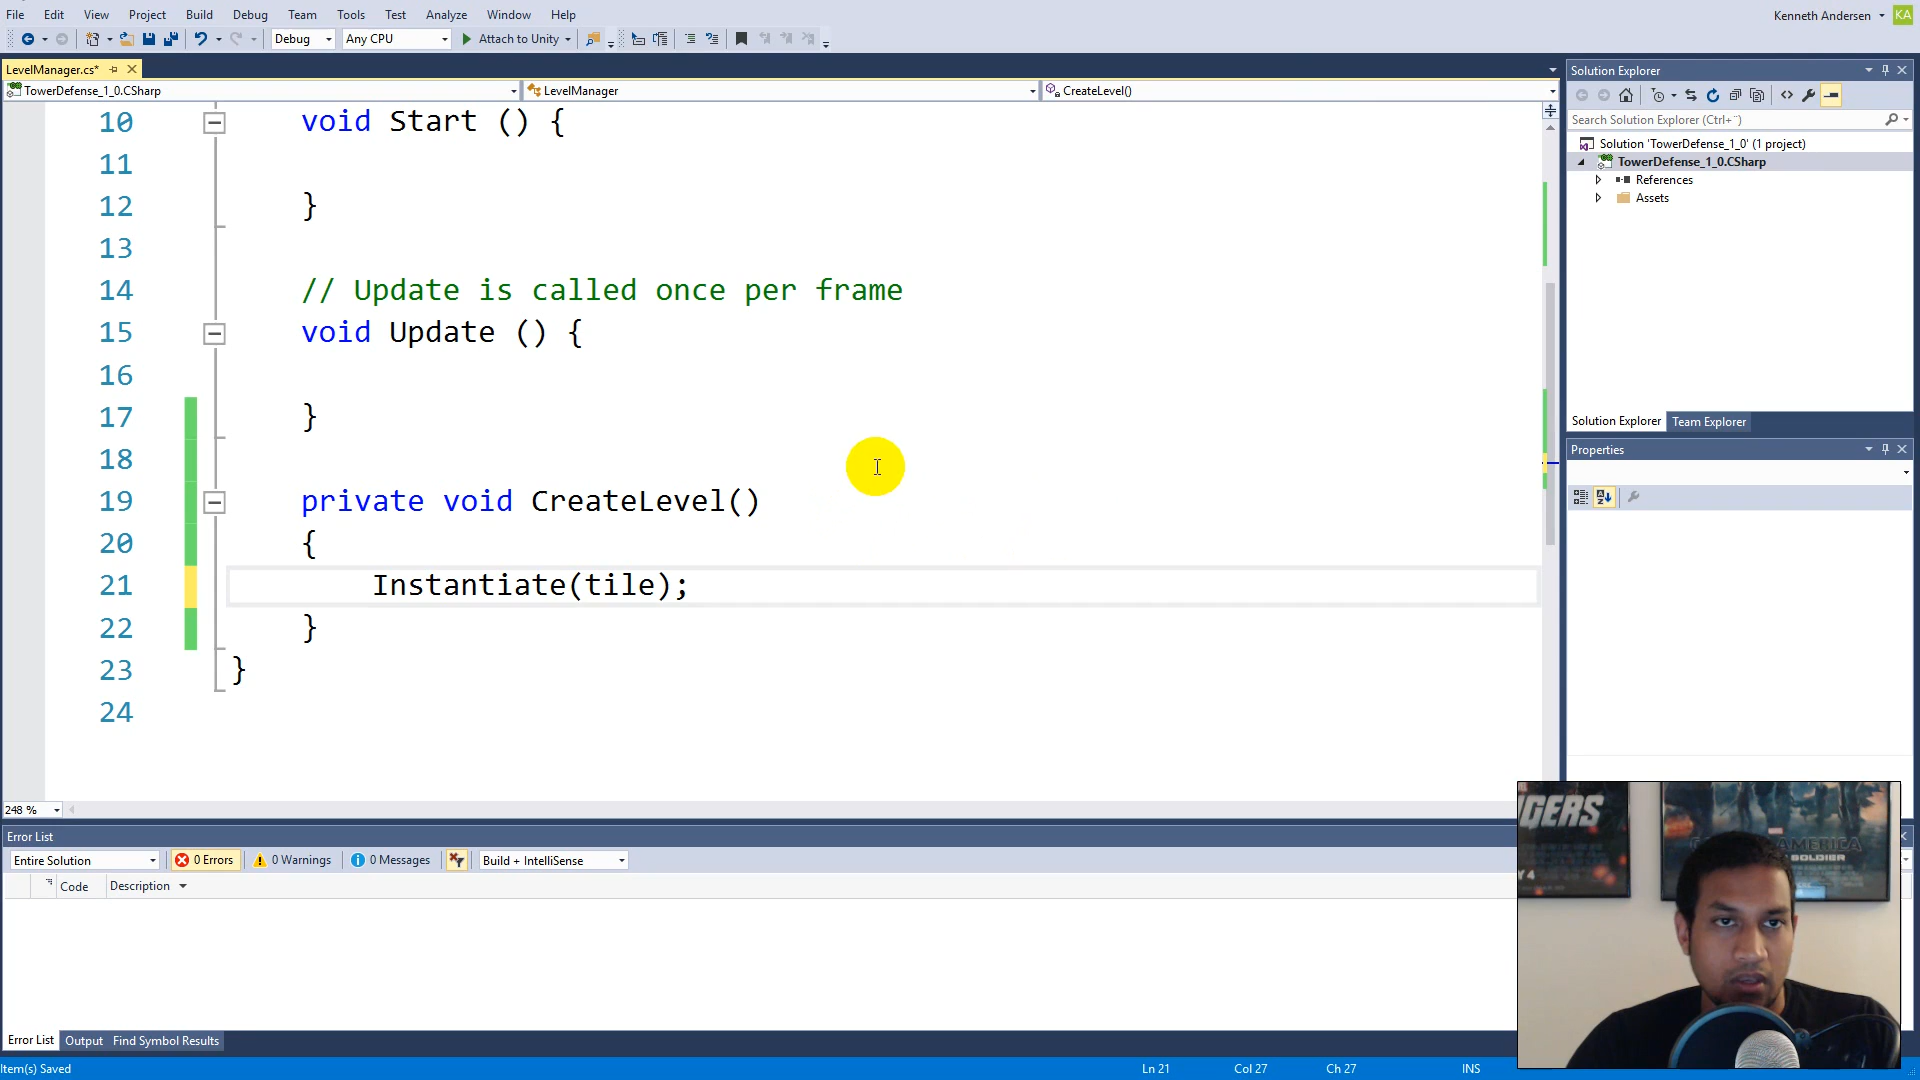 File Edit View Project Build Debug Team Tools Test Analyze Window Help
Kenneth Andersen KA
Debug Any CPU Attach to Unity
LevelManager.cs*
TowerDefense_1_0.CSharp LevelManager CreateLevel()
10 void Start () {
11
12 }
13
14 // Update is called once per frame
15 void Update () {
16
17 }
18
19 private void CreateLevel()
20 {
21 Instantiate(tile);
22 }
23 }
24
248 %
Solution Explorer
Search Solution Explorer (Ctrl+¨)
Solution 'TowerDefense_1_0' (1 project)
TowerDefense_1_0.CSharp
References
Assets
Solution Explorer Team Explorer
Properties
Error List
Entire Solution 0 Errors 0 Warnings 0 Messages Build + IntelliSense
Code Description
NGERS
Y 4
AMERICA
SOLDIER
Error List Output Find Symbol Results
Item(s) Saved Ln 21 Col 27 Ch 27 INS